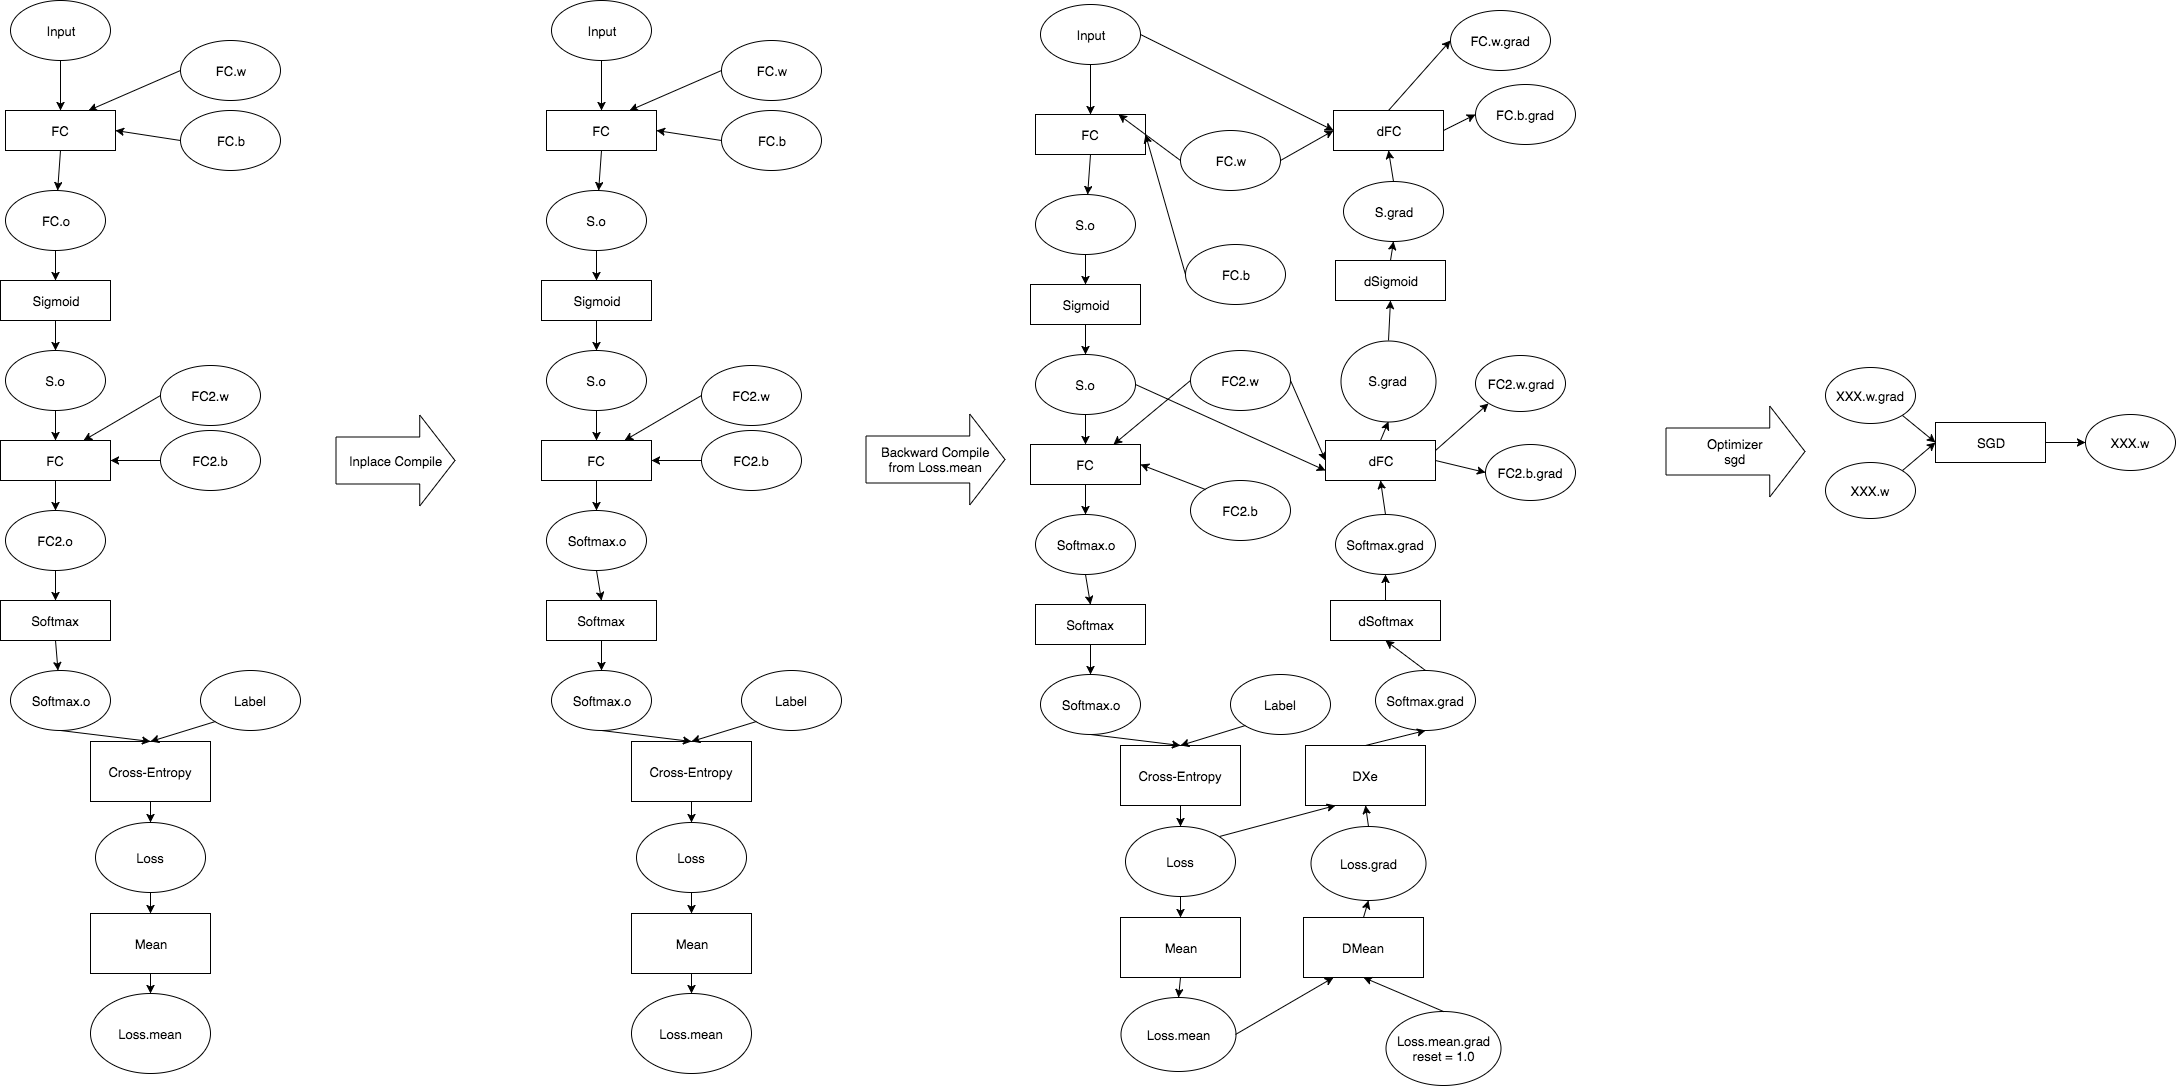 Input
FC.w
FC
FC.b
FC.o
Sigmoid
S.o
FC2.w
FC
FC2.b
FC2.o
Softmax
Softmax.o
Label
Cross-Entropy
Loss
Mean
Loss.mean
Inplace Compile
Input
FC.w
FC
FC.b
S.o
Sigmoid
S.o
FC2.w
FC
FC2.b
Softmax.o
Softmax
Softmax.o
Label
Cross-Entropy
Loss
Mean
Loss.mean
Backward Compile
from Loss.mean
Input
FC
FC.w
S.o
FC.b
Sigmoid
S.o
FC2.w
FC
FC2.b
Softmax.o
Softmax
Softmax.o
Label
Cross-Entropy
Loss
Mean
Loss.mean
FC.w.grad
FC.b.grad
dFC
S.grad
dSigmoid
S.grad
FC2.w.grad
dFC
FC2.b.grad
Softmax.grad
dSoftmax
Softmax.grad
DXe
Loss.grad
DMean
Loss.mean.grad
reset = 1.0
Optimizer
sgd
XXX.w.grad
XXX.w
SGD
XXX.w